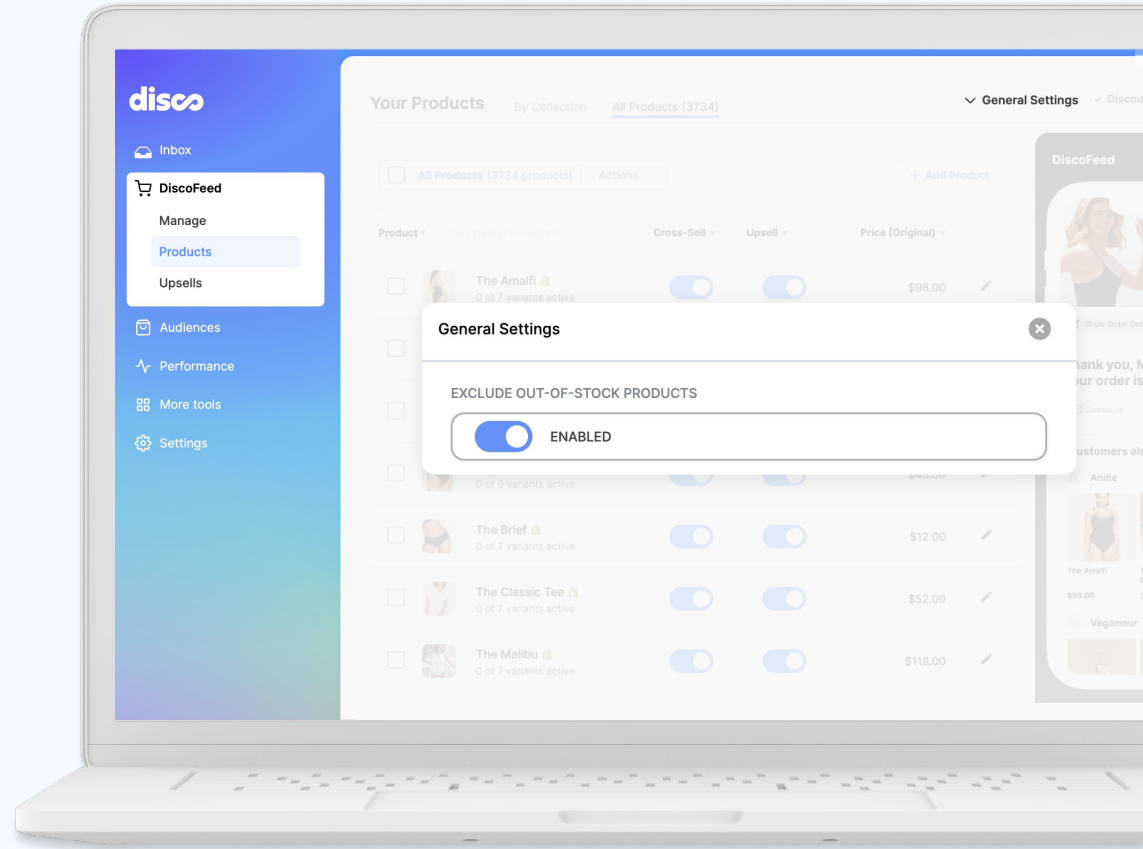 disco
Inbox
DiscoFeed
Manage
Products
Upsells
Audiences
Performance
More tools
Settings
Your Products By Collection All Products (3734)
General Settings
All Products (3734 products) Actions
+ Add Product
Product Cross-Sell Upsell Price (Original)
The Amalfi
0 of 7 variants active
$98.00
General Settings
EXCLUDE OUT-OF-STOCK PRODUCTS
ENABLED
0 of 9 variants active
The Brief
0 of 7 variants active
$12.00
The Classic Tee
0 of 7 variants active
$52.00
The Malibu
0 of 7 variants active
$118.00
DiscoFeed
Contact Us
Andie
The Amalfi
$98.00
Vegamour